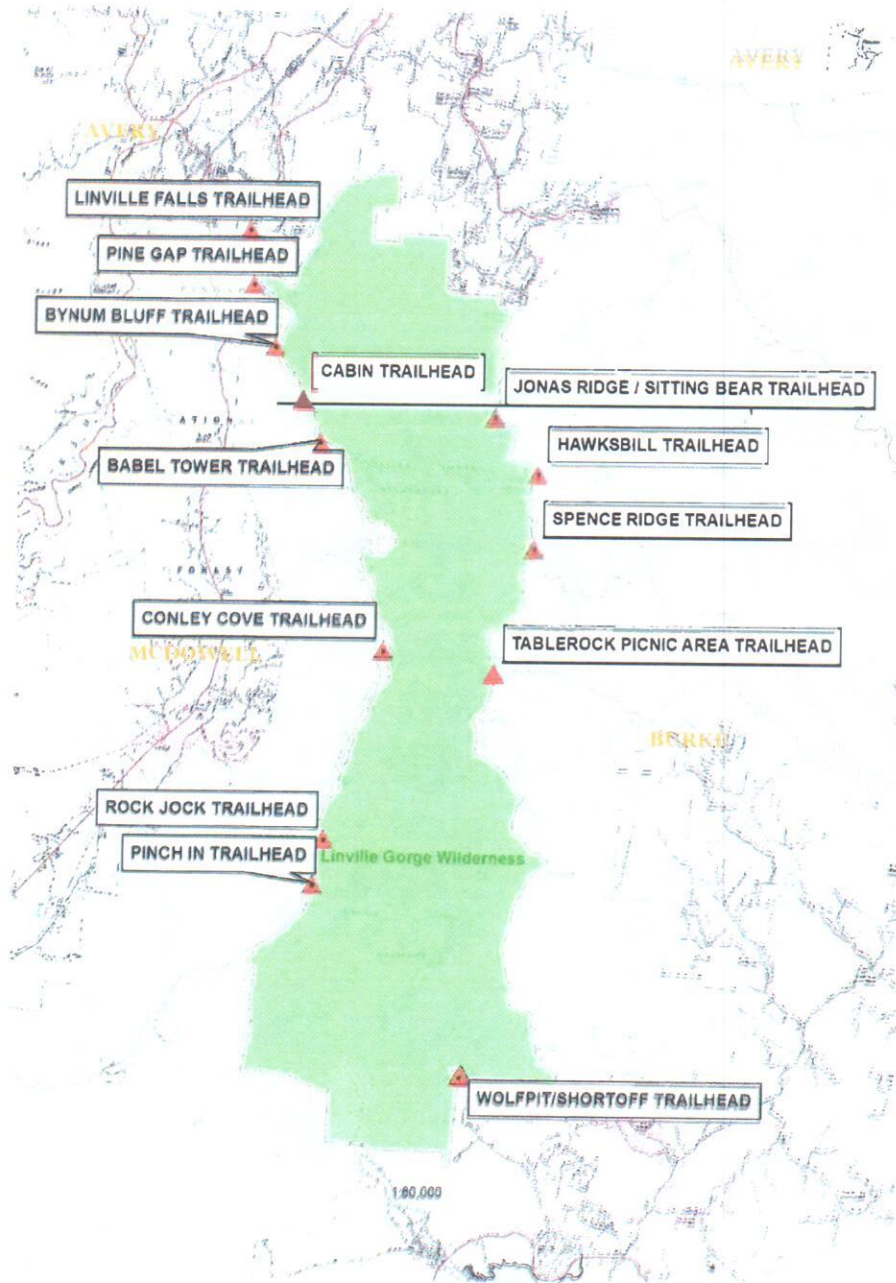 AVERY
AVERY
LINVILLE FALLS TRAILHEAD
PINE GAP TRAILHEAD
BYNUM BLUFF TRAILHEAD
CABIN TRAILHEAD
JONAS RIDGE / SITTING BEAR TRAILHEAD
BABEL TOWER TRAILHEAD
HAWKSBILL TRAILHEAD
SPENCE RIDGE TRAILHEAD
FOREST
CONLEY COVE TRAILHEAD
MCDOWELL
TABLEROCK PICNIC AREA TRAILHEAD
BURKE
ROCK JOCK TRAILHEAD
PINCH IN TRAILHEAD
Linville Gorge Wilderness
WOLFPIT/SHORTOFF TRAILHEAD
1:60,000